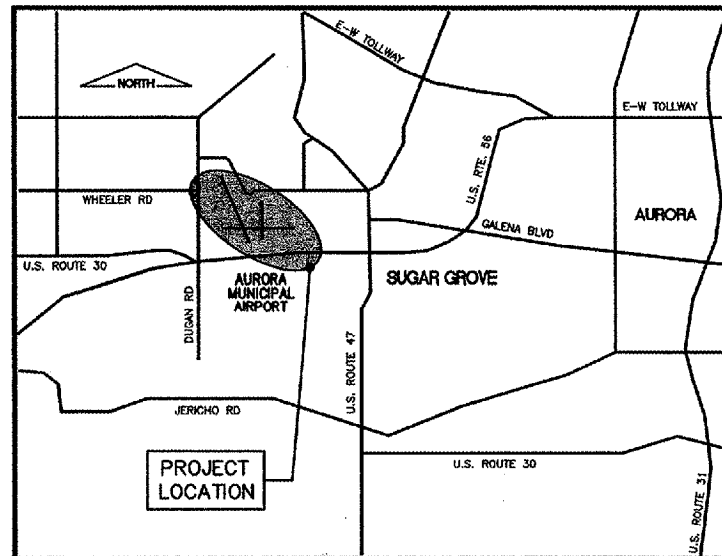 E-W TOLLWAY
NORTH
E-W TOLLWAY
U.S. RTE. 56
WHEELER RD
GALENA BLVD
AURORA
U.S. ROUTE 30
AURORA
MUNICIPAL
AIRPORT
SUGAR GROVE
DUGAN RD
U.S. ROUTE 47
JERICHO RD
PROJECT
LOCATION
U.S. ROUTE 30
U.S. ROUTE 31